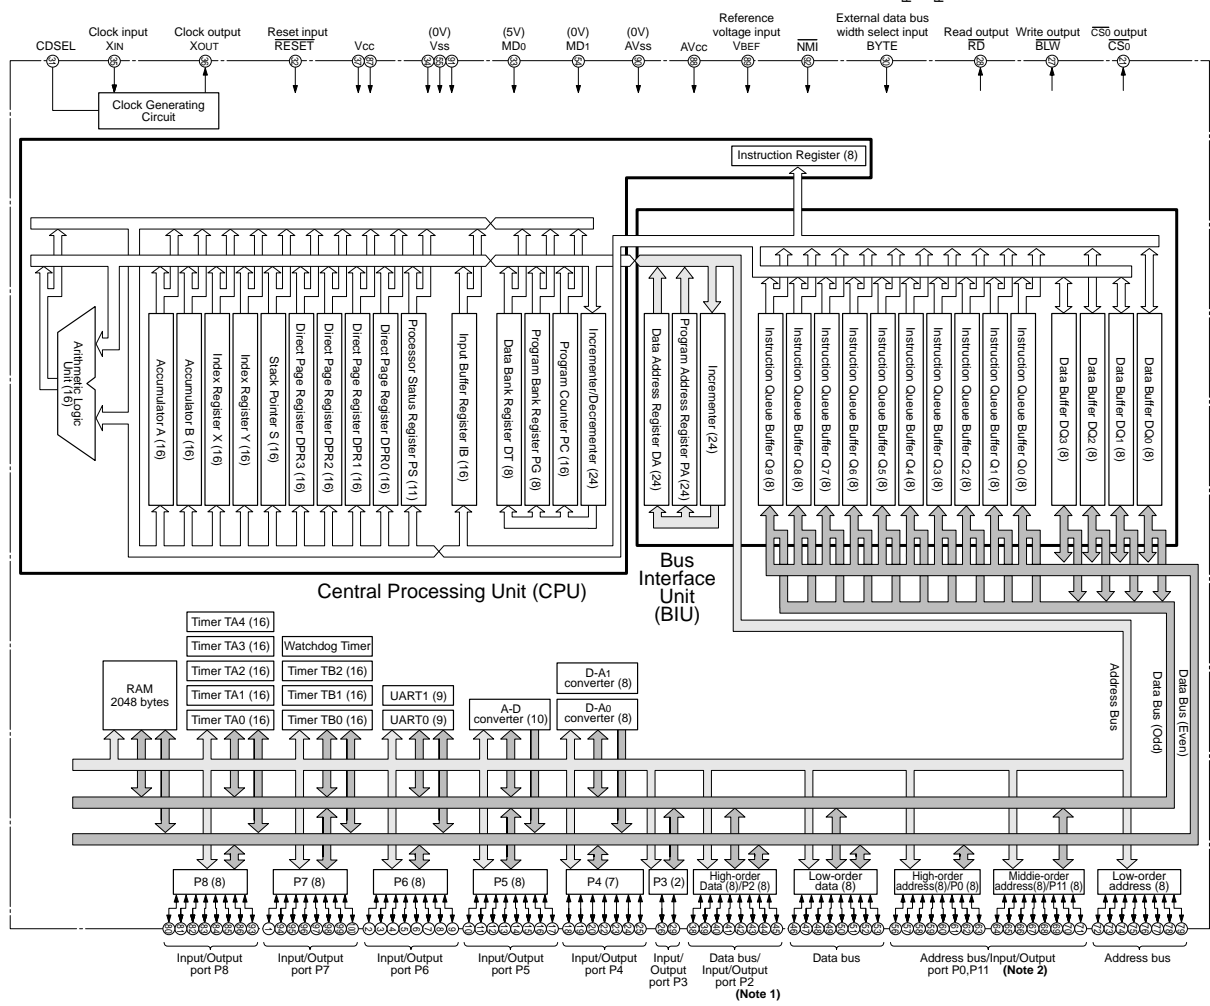 CDSEL
Clock input
XIN
Clock output
XOUT
Reset input
RESET
Vcc
(0V)
Vss
(5V)
MD0
(0V)
MD1
(0V)
AVss
AVcc
Reference
voltage input
VBEF
NMI
External data bus
width select input
BYTE
Read output
RD
Write output
BLW
CS0 output
CS0
Clock Generating
Circuit
Instruction Register (8)
Arithmetic Logic
Unit (16)
Accumulator A (16)
Accumulator B (16)
Index Register X (16)
Index Register Y (16)
Stack Pointer S (16)
Direct Page Register DPR3 (16)
Direct Page Register DPR2 (16)
Direct Page Register DPR1 (16)
Direct Page Register DPR0 (16)
Processor Status Register PS (11)
Input Buffer Register IB (16)
Data Bank Register DT (8)
Program Bank Register PG (8)
Program Counter PC (16)
Incrementer/Decrementer (24)
Data Address Register DA (24)
Program Address Register PA (24)
Incrementer (24)
Instruction Queue Buffer Q9 (8)
Instruction Queue Buffer Q8 (8)
Instruction Queue Buffer Q7 (8)
Instruction Queue Buffer Q6 (8)
Instruction Queue Buffer Q5 (8)
Instruction Queue Buffer Q4 (8)
Instruction Queue Buffer Q3 (8)
Instruction Queue Buffer Q2 (8)
Instruction Queue Buffer Q1 (8)
Instruction Queue Buffer Q0 (8)
Data Buffer DQ3 (8)
Data Buffer DQ2 (8)
Data Buffer DQ1 (8)
Data Buffer DQ0 (8)
Central Processing Unit (CPU)
Bus
Interface
Unit
(BIU)
Address Bus
Data Bus (Odd)
Data Bus (Even)
RAM
2048 bytes
Timer TA4 (16)
Timer TA3 (16)
Timer TA2 (16)
Timer TA1 (16)
Timer TA0 (16)
Watchdog Timer
Timer TB2 (16)
Timer TB1 (16)
Timer TB0 (16)
UART1 (9)
UART0 (9)
A-D
converter (10)
D-A1
converter (8)
D-A0
converter (8)
P8 (8)
P7 (8)
P6 (8)
P5 (8)
P4 (7)
P3 (2)
High-order
Data (8)/P2 (8)
Low-order
data (8)
High-order
address(8)/P0 (8)
Middle-order
address(8)/P11 (8)
Low-order
address (8)
Input/Output
port P8
Input/Output
port P7
Input/Output
port P6
Input/Output
port P5
Input/Output
port P4
Input/
Output
port P3
Data bus/
Input/Output
port P2
(Note 1)
Data bus
Address bus/Input/Output
port P0,P11 (Note 2)
Address bus